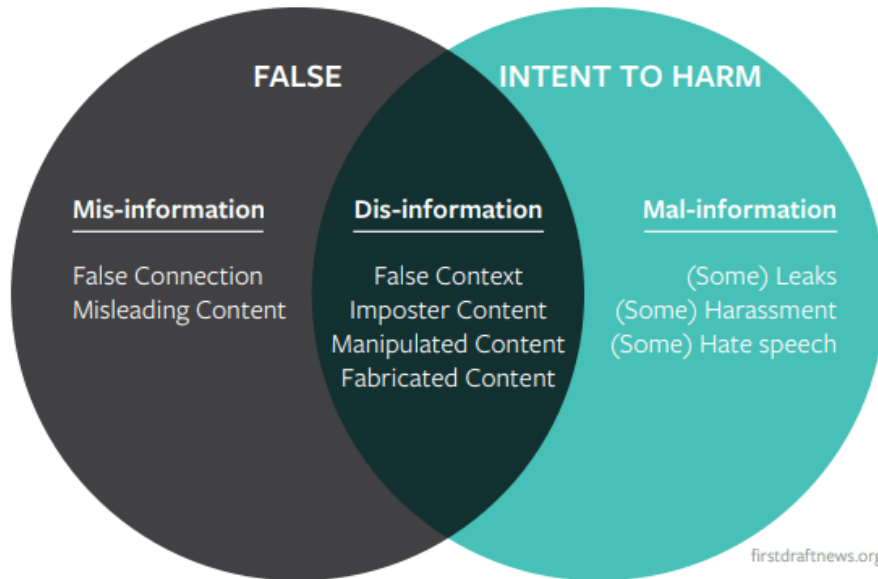 FALSE
INTENT TO HARM
Mis-information
False Connection
Misleading Content
Dis-information
False Context
Imposter Content
Manipulated Content
Fabricated Content
Mal-information
(Some) Leaks
(Some) Harassment
(Some) Hate speech
firstdraftnews.org